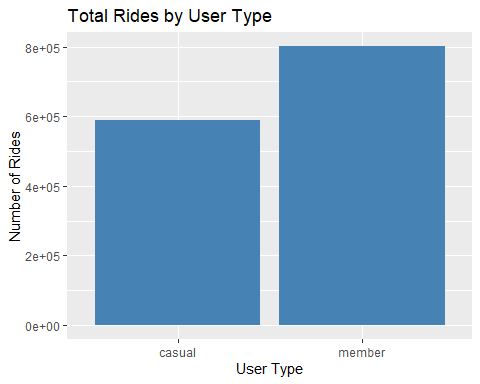 Total Rides by User Type
Number of Rides
8e+05
6e+05
4e+05
2e+05
0e+00
casual member
User Type